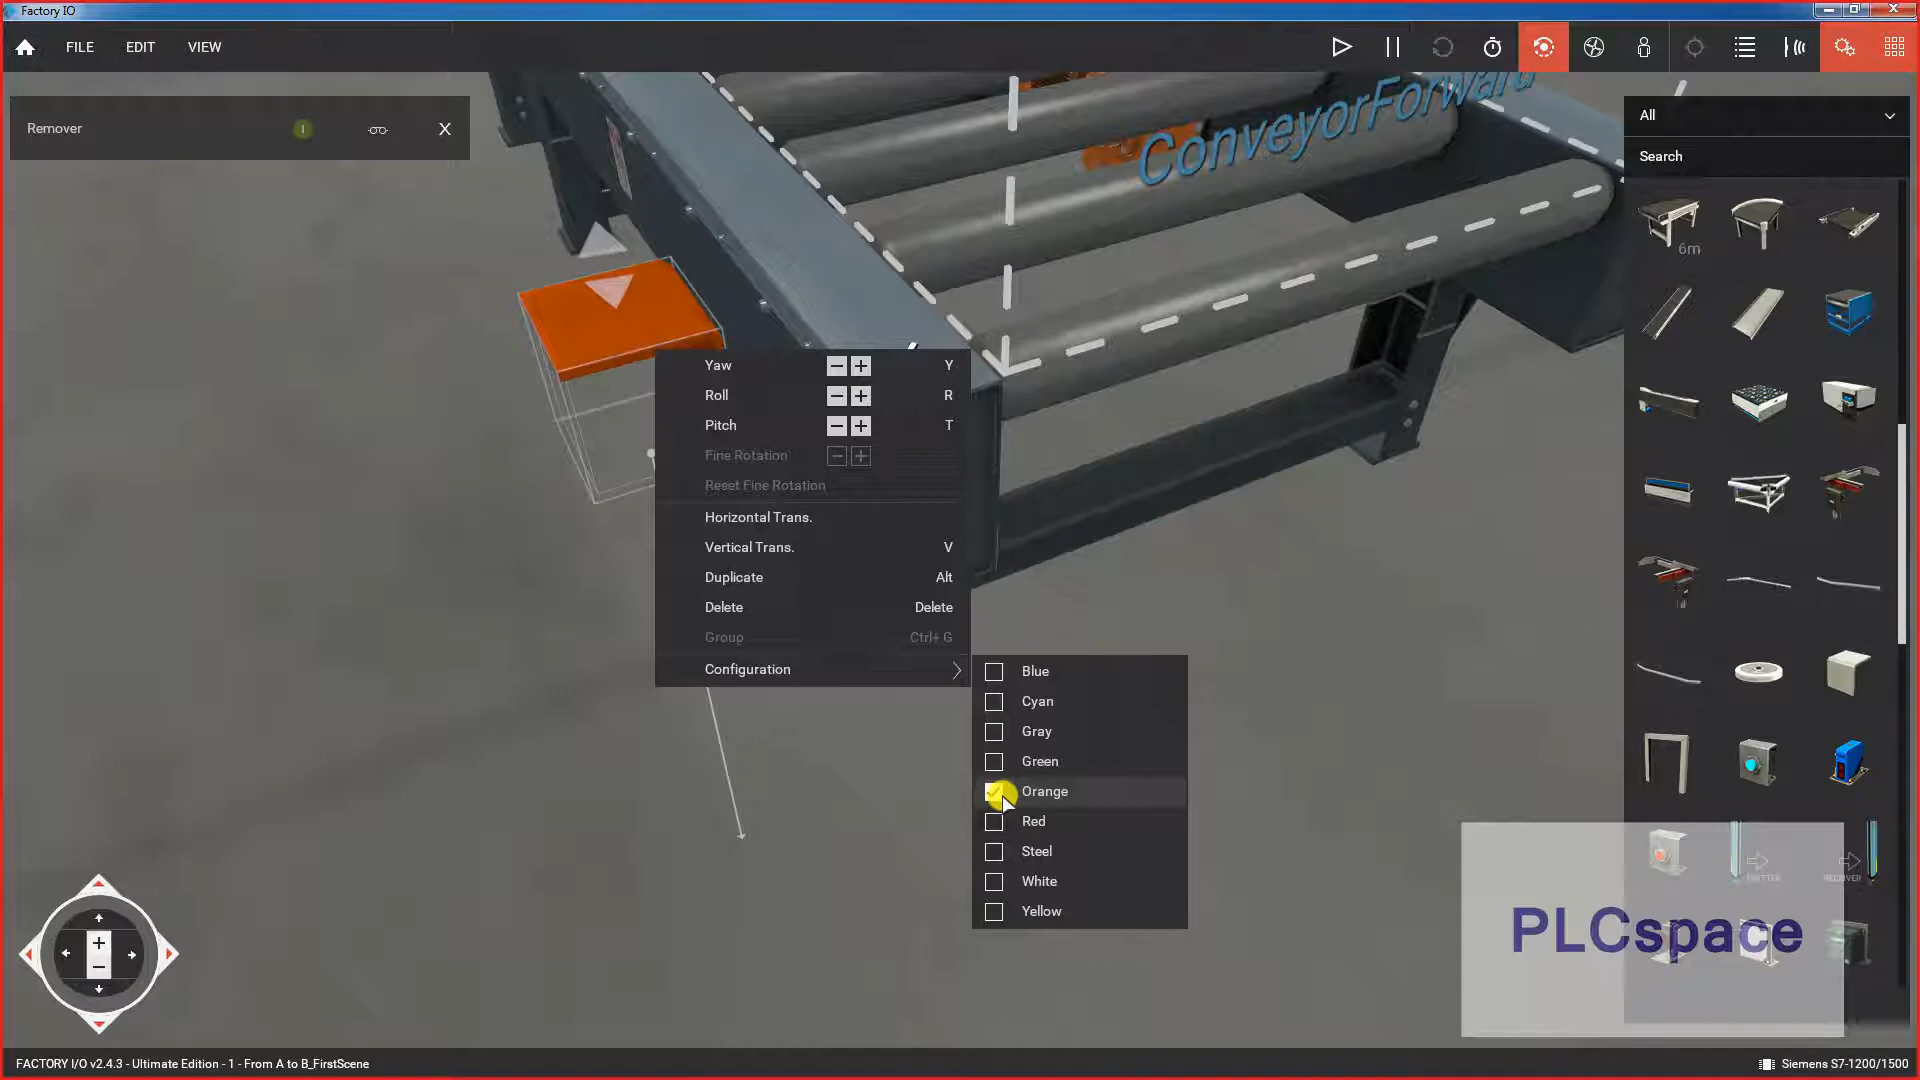 Factory IO
FILE
EDIT
VIEW
Remover
X
ConveyorForward
All
Search
6m
Yaw
Y
Roll
R
Pitch
T
Fine Rotation
Reset Fine Rotation
Horizontal Trans.
Vertical Trans.
V
Duplicate
Alt
Delete
Delete
Group
Ctrl+ G
Configuration
Blue
Cyan
Gray
Green
Orange
Red
Steel
White
Yellow
PLCspace
FACTORY I/O v2.4.3 - Ultimate Edition - 1 - From A to B_FirstScene
Siemens S7-1200/1500